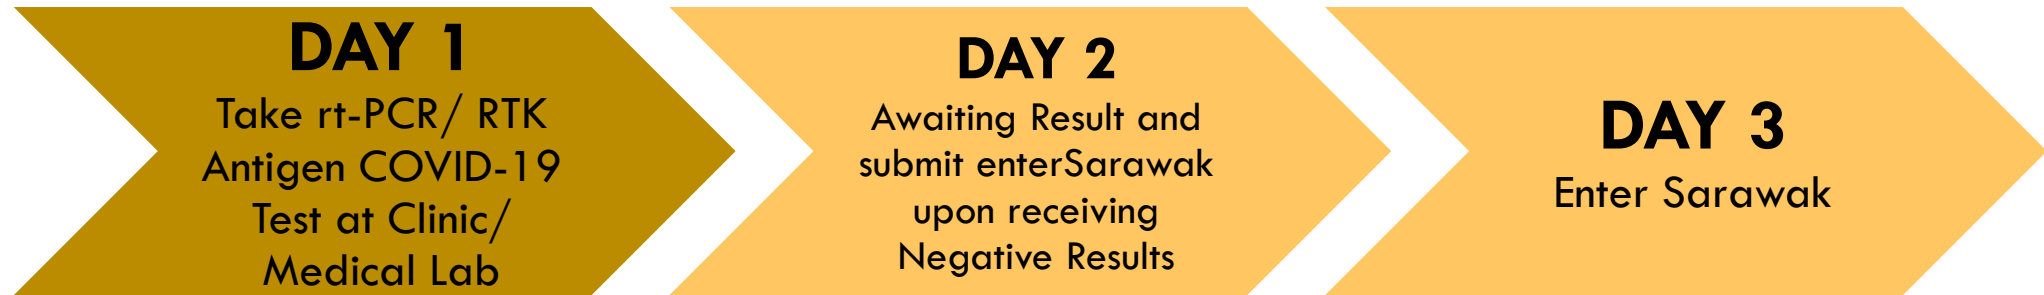 DAY 1
Take rt-PCR/ RTK
Antigen COVID-19
Test at Clinic/
Medical Lab
DAY 2
Awaiting Result and
submit enterSarawak
upon receiving
Negative Results
DAY 3
Enter Sarawak